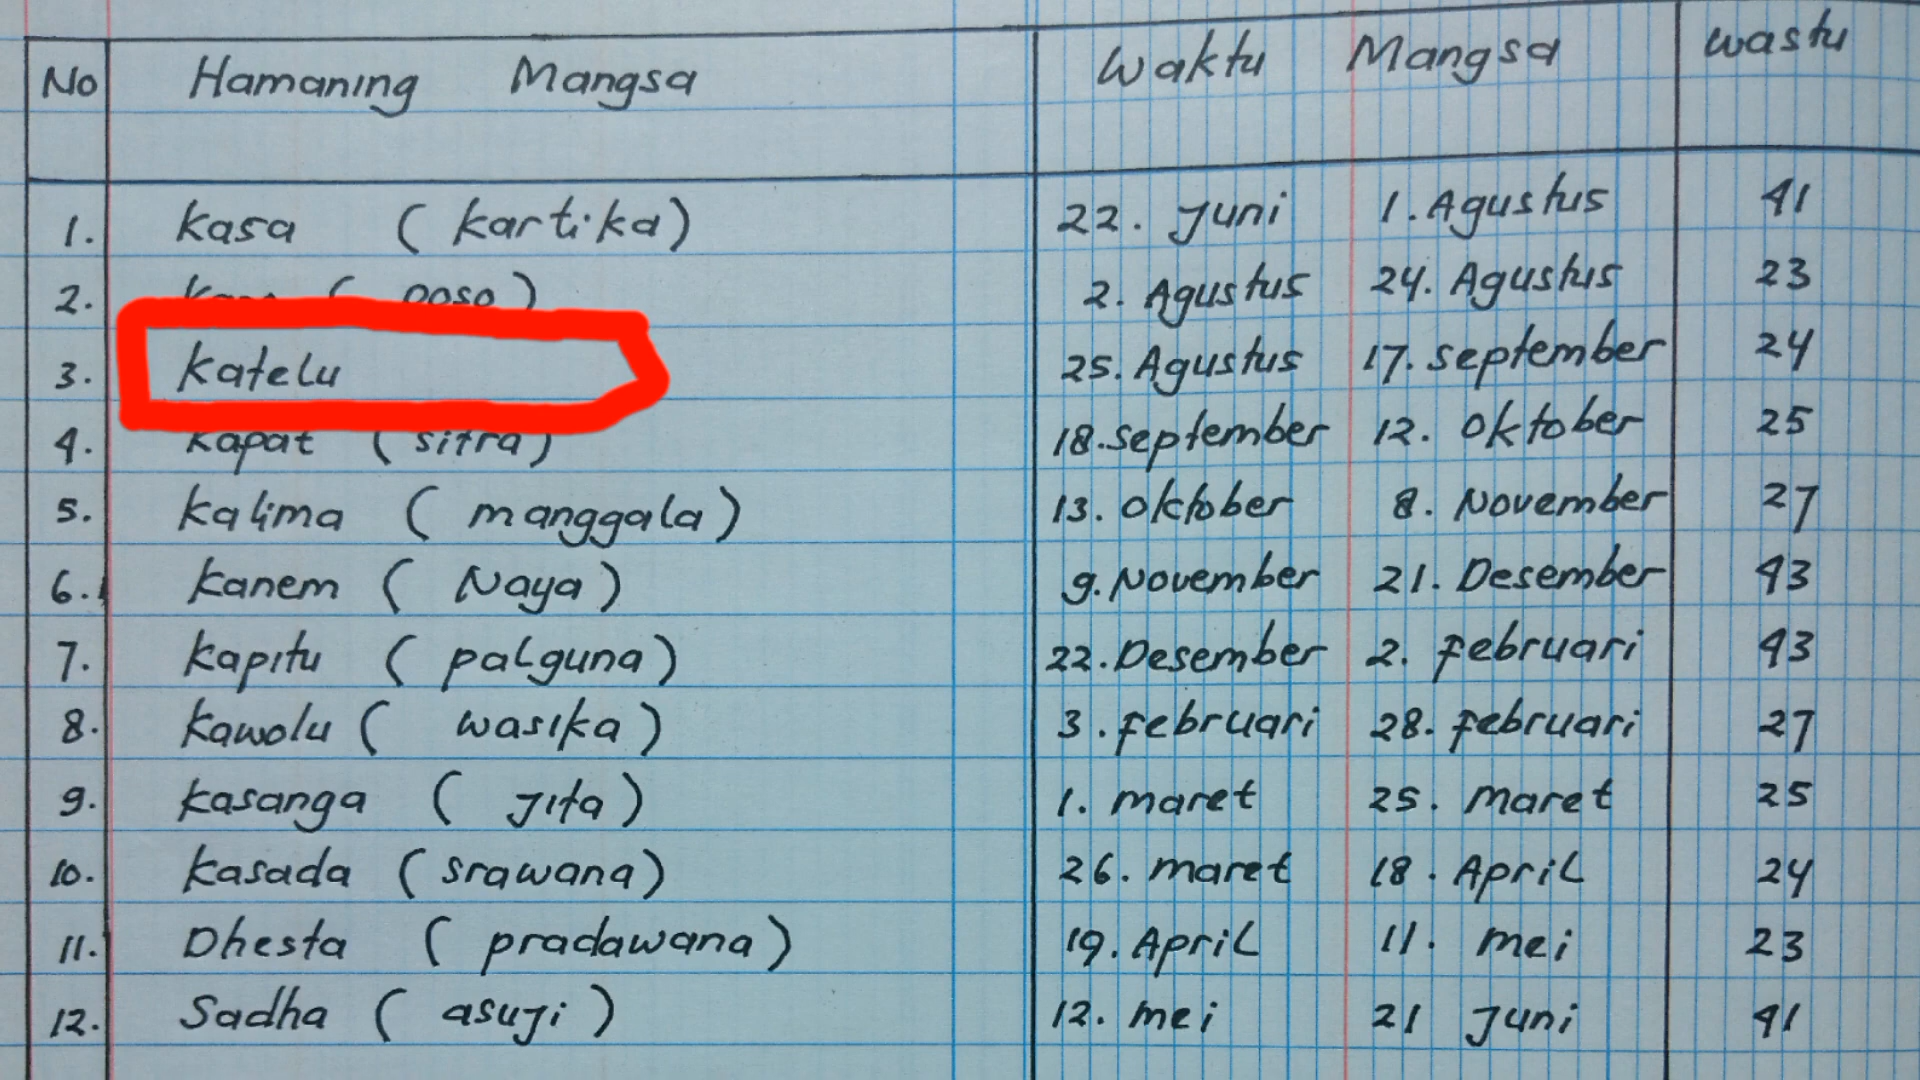 No Hamaning Mangsa Waktu Mangsa wastu
1. Kasa (kartika) 22. Juni 1. Agustus 41
2. (poso) 2. Agustus 24. Agustus 23
3. Katelu 25. Agustus 17. September 24
4. Kapat (sitra) 18. September 12. Oktober 25
5. Kalima (manggala) 13. Oktober 8. November 27
6. Kanem (Naya) 9. November 21. Desember 43
7. Kapitu (palguna) 22. Desember 2. Februari 43
8. Kawolu (wasika) 3. Februari 28. Februari 27
9. Kasanga (Jita) 1. maret 25. maret 25
10. Kasada (srawana) 26. maret 18. April 24
11. Dhesta (pradawana) 19. April 11. mei 23
12. Sadha (asuji) 12. mei 21 Juni 41